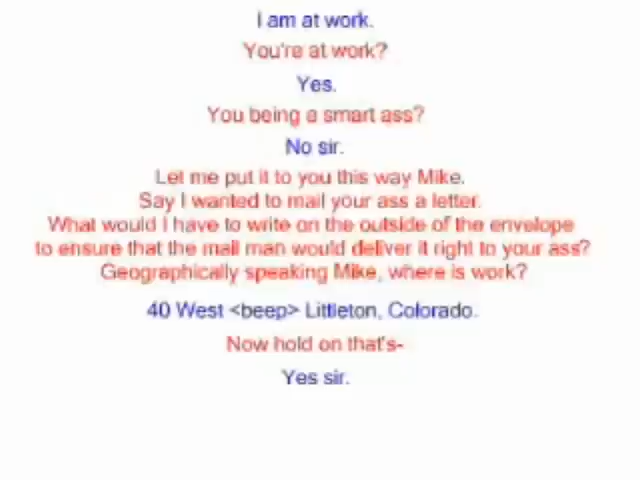 I am at work.
You're at work?
Yes.
You being a smart ass?
No sir.
Let me put it to you this way Mike.
Say I wanted to mail your ass a letter.
What would I have to write on the outside of the envelope
to ensure that the mail man would deliver it right to your ass?
Geographically speaking Mike, where is work?
40 West <beep> Littleton, Colorado.
Now hold on that's-
Yes sir.